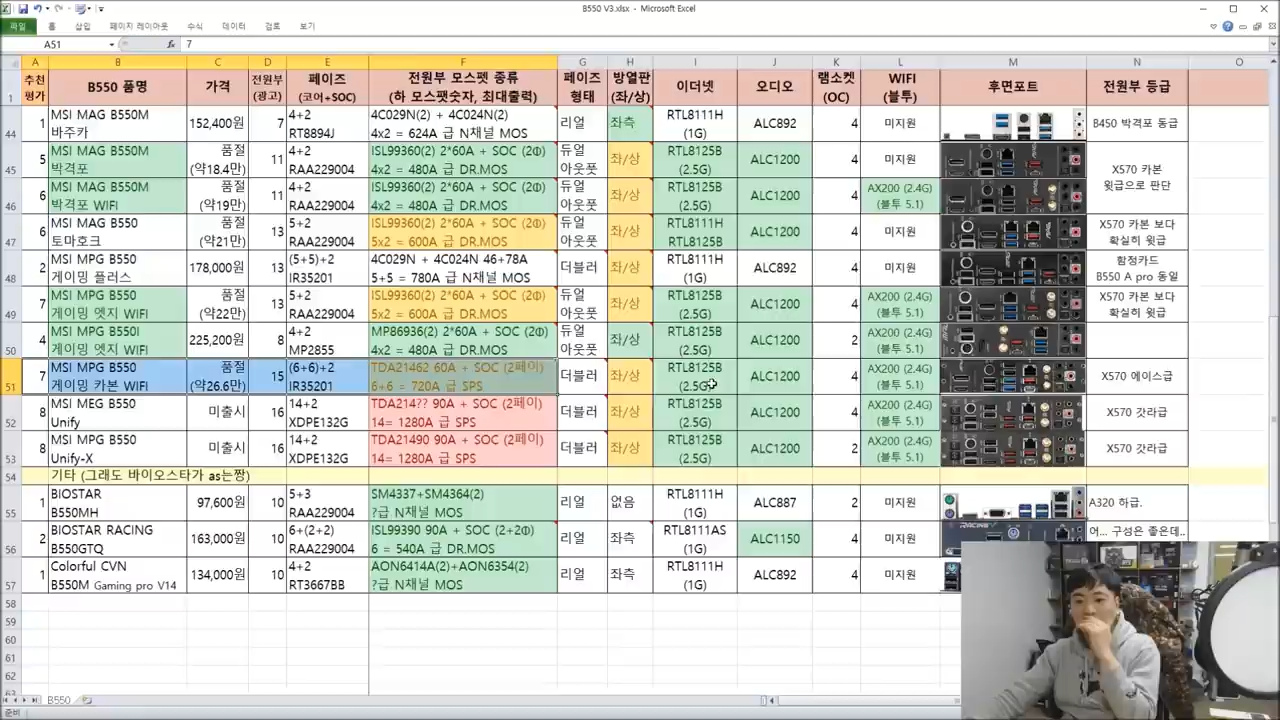 B550 V3.xlsx - Microsoft Excel
파일 홈 삽입 페이지 레이아웃 수식 데이터 검토 보기
A51 fx 7
A B C D E F G H I J K L M N O
1 추천 평가 B550 품명 가격 전원부 (광고) 페이즈 (코어+SOC) 전원부 모스펫 종류 (하 모스펫숫자, 최대출력) 페이즈 형태 방열판 (좌/상) 이더넷 오디오 램소켓 (OC) WIFI (블투) 후면포트 전원부 등급
44 1 MSI MAG B550M 바주카 152,400원 7 4+2 RT8894J 4C029N(2) + 4C024N(2) 4x2 = 624A 급 N채널 MOS 리얼 좌측 RTL8111H (1G) ALC892 4 미지원 B450 박격포 동급
45 5 MSI MAG B550M 박격포 품절 (약18.4만) 11 4+2 RAA229004 ISL99360(2) 2*60A + SOC (2Φ) 4x2 = 480A 급 DR.MOS 듀얼 아웃풋 좌/상 RTL8125B (2.5G) ALC1200 4 미지원 X570 카본 윗급으로 판단
46 6 MSI MAG B550M 박격포 WIFI 품절 (약19만) 11 4+2 RAA229004 ISL99360(2) 2*60A + SOC (2Φ) 4x2 = 480A 급 DR.MOS 듀얼 아웃풋 좌/상 RTL8125B (2.5G) ALC1200 4 AX200 (2.4G) (블투 5.1)
47 6 MSI MAG B550 토마호크 품절 (약21만) 13 5+2 RAA229004 ISL99360(2) 2*60A + SOC (2Φ) 5x2 = 600A 급 DR.MOS 듀얼 아웃풋 좌/상 RTL8111H RTL8125B ALC1200 4 미지원 X570 카본 보다 확실히 윗급
48 2 MSI MPG B550 게이밍 플러스 178,000원 13 (5+5)+2 IR35201 4C029N + 4C024N 46+78A 5+5 = 780A 급 N채널 MOS 더블러 좌/상 RTL8111H (1G) ALC892 4 미지원 함정카드 B550 A pro 동일
49 7 MSI MPG B550 게이밍 엣지 WIFI 품절 (약22만) 13 5+2 RAA229004 ISL99360(2) 2*60A + SOC (2Φ) 5x2 = 600A 급 DR.MOS 듀얼 아웃풋 좌/상 RTL8125B (2.5G) ALC1200 4 AX200 (2.4G) (블투 5.1) X570 카본 보다 확실히 윗급
50 4 MSI MPG B550I 게이밍 엣지 WIFI 225,200원 8 4+2 MP2855 MP86936(2) 2*60A + SOC (2Φ) 4x2 = 480A 급 DR.MOS 듀얼 아웃풋 좌/상 RTL8125B (2.5G) ALC1200 2 AX200 (2.4G) (블투 5.1)
51 7 MSI MPG B550 게이밍 카본 WIFI 품절 (약26.6만) 15 (6+6)+2 IR35201 TDA21462 60A + SOC (2페이) 6+6 = 720A 급 SPS 더블러 좌/상 RTL8125B (2.5G) ALC1200 4 AX200 (2.4G) (블투 5.1) X570 에이스급
52 8 MSI MEG B550 Unify 미출시 16 14+2 XDPE132G TDA214?? 90A + SOC (2페이) 14= 1280A 급 SPS 더블러 좌/상 RTL8125B (2.5G) ALC1200 4 AX200 (2.4G) (블투 5.1) X570 갓라급
53 8 MSI MPG B550 Unify-X 미출시 16 14+2 XDPE132G TDA21490 90A + SOC (2페이) 14= 1280A 급 SPS 더블러 좌/상 RTL8125B (2.5G) ALC1200 2 AX200 (2.4G) (블투 5.1) X570 갓라급
54 기타 (그래도 바이오스타가 as는짱)
55 1 BIOSTAR B550MH 97,600원 10 5+3 RAA229004 SM4337+SM4364(2) ?급 N채널 MOS 리얼 없음 RTL8111H (1G) ALC887 2 미지원 A320 하급.
56 2 BIOSTAR RACING B550GTQ 163,000원 10 6+(2+2) RAA229004 ISL99390 90A + SOC (2+2Φ) 6 = 540A 급 DR.MOS 리얼 좌측 RTL8111AS (1G) ALC1150 4 미지원 어... 구성은 좋은데..
57 1 Colorful CVN B550M Gaming pro V14 134,000원 10 4+2 RT3667BB AON6414A(2)+AON6354(2) ?급 N채널 MOS 리얼 좌측 RTL8111H (1G) ALC892 4 미지원
58
59
60
61
62
63
B550
준비